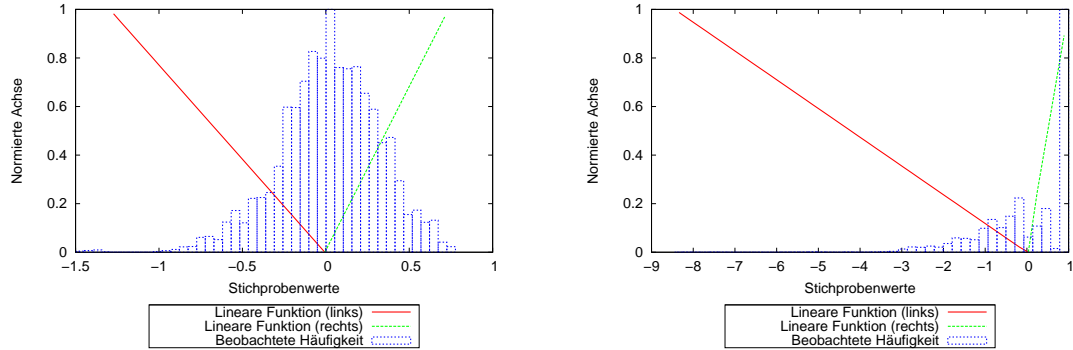 1
0.8
0.6
0.4
0.2
0
Normierte Achse
−1.5 −1 −0.5 0 0.5 1
Stichprobenwerte
Lineare Funktion (links)
Lineare Funktion (rechts)
Beobachtete Häufigkeit
1
0.8
0.6
0.4
0.2
0
Normierte Achse
−9 −8 −7 −6 −5 −4 −3 −2 −1 0 1
Stichprobenwerte
Lineare Funktion (links)
Lineare Funktion (rechts)
Beobachtete Häufigkeit